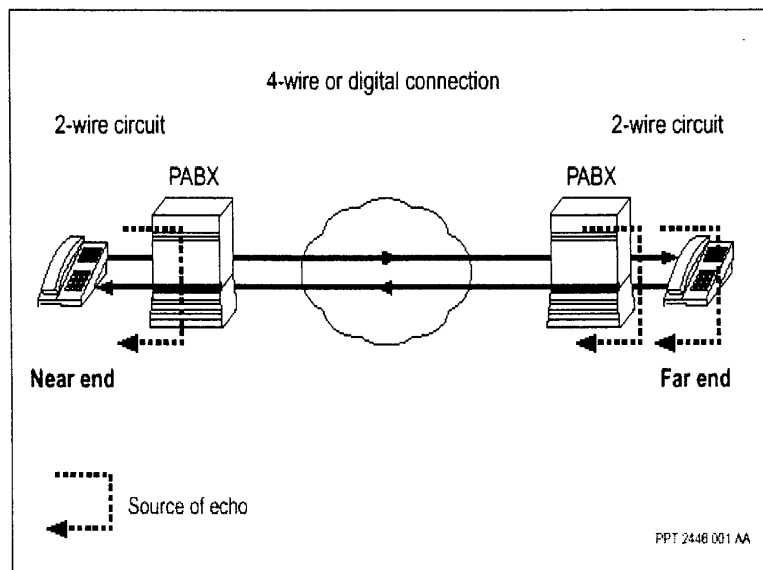 4-wire or digital connection
2-wire circuit
2-wire circuit
PABX
PABX
Near end
Far end
Source of echo
PPT 2446 001 AA